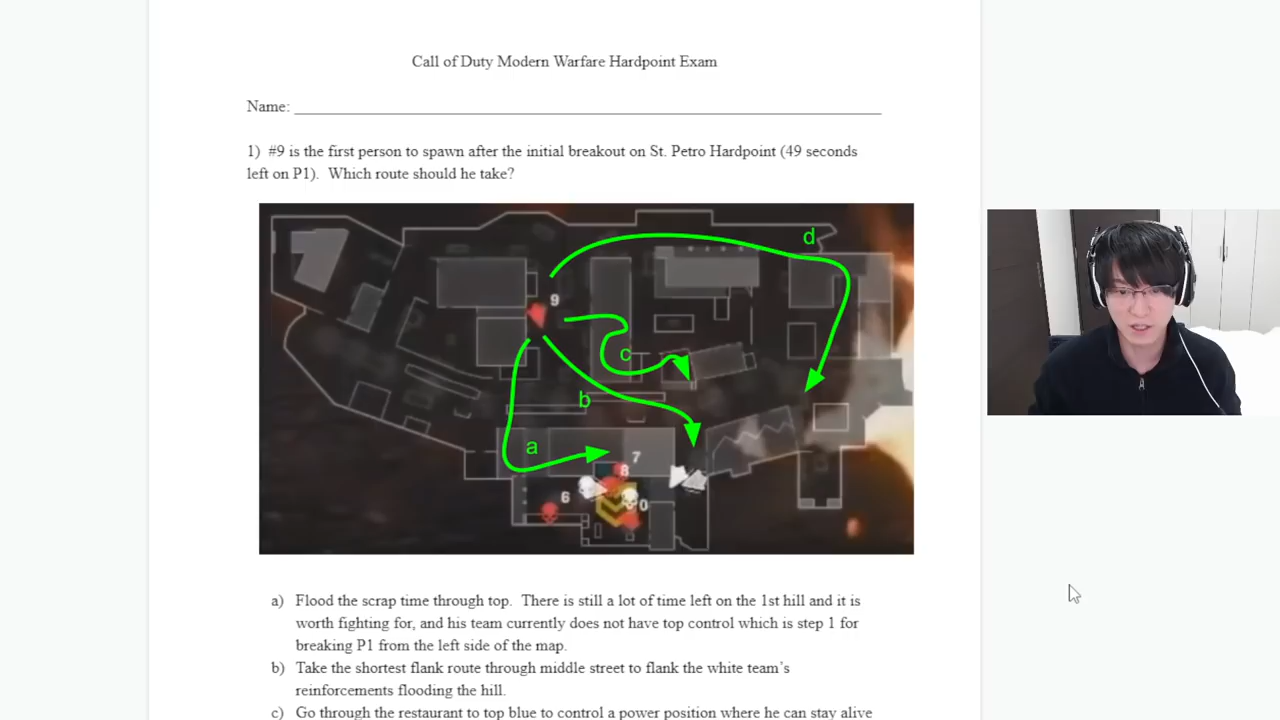 Call of Duty Modern Warfare Hardpoint Exam
Name:
1) #9 is the first person to spawn after the initial breakout on St. Petro Hardpoint (49 seconds
left on P1). Which route should he take?
d
9
c
b
a
7
8
6
0
a) Flood the scrap time through top. There is still a lot of time left on the 1st hill and it is
worth fighting for, and his team currently does not have top control which is step 1 for
breaking P1 from the left side of the map.
b) Take the shortest flank route through middle street to flank the white team's
reinforcements flooding the hill.
c) Go through the restaurant to top blue to control a power position where he can stay alive